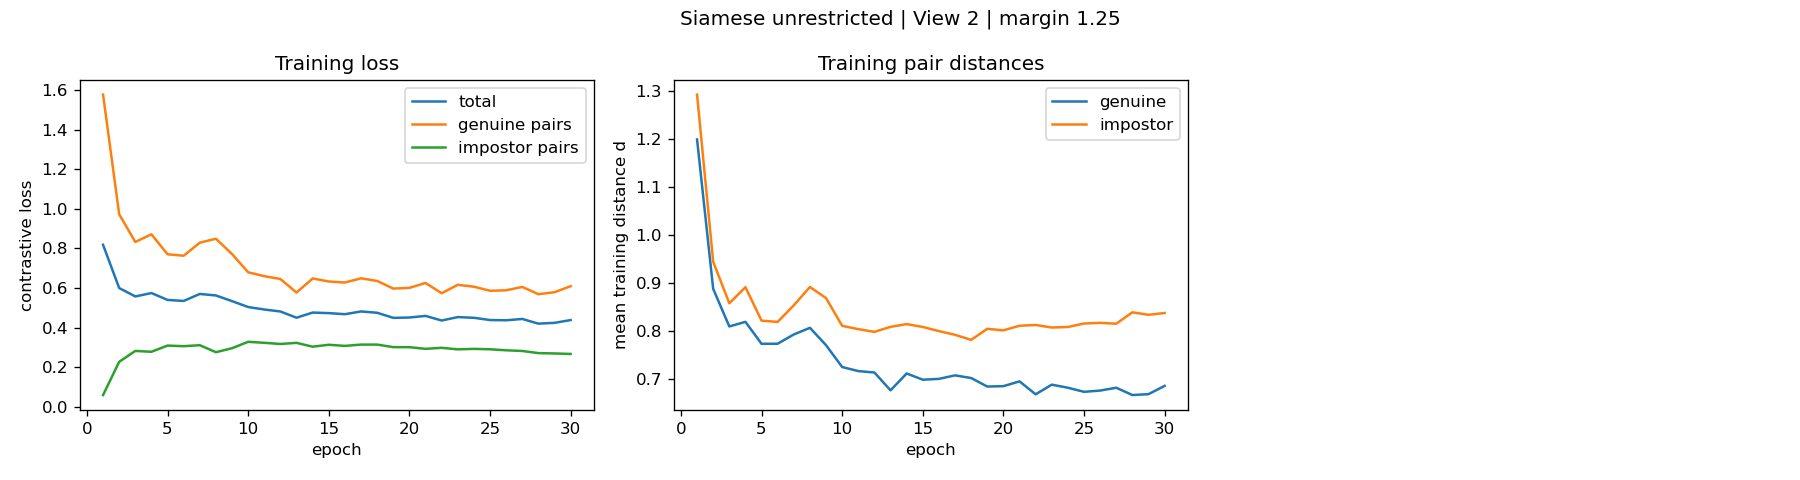 Siamese unrestricted | View 2 | margin 1.25
Training loss
contrastive loss
1.6
1.4
1.2
1.0
0.8
0.6
0.4
0.2
0.0
total
genuine pairs
impostor pairs
0 5 10 15 20 25 30
epoch
Training pair distances
mean training distance d
1.3
1.2
1.1
1.0
0.9
0.8
0.7
genuine
impostor
0 5 10 15 20 25 30
epoch